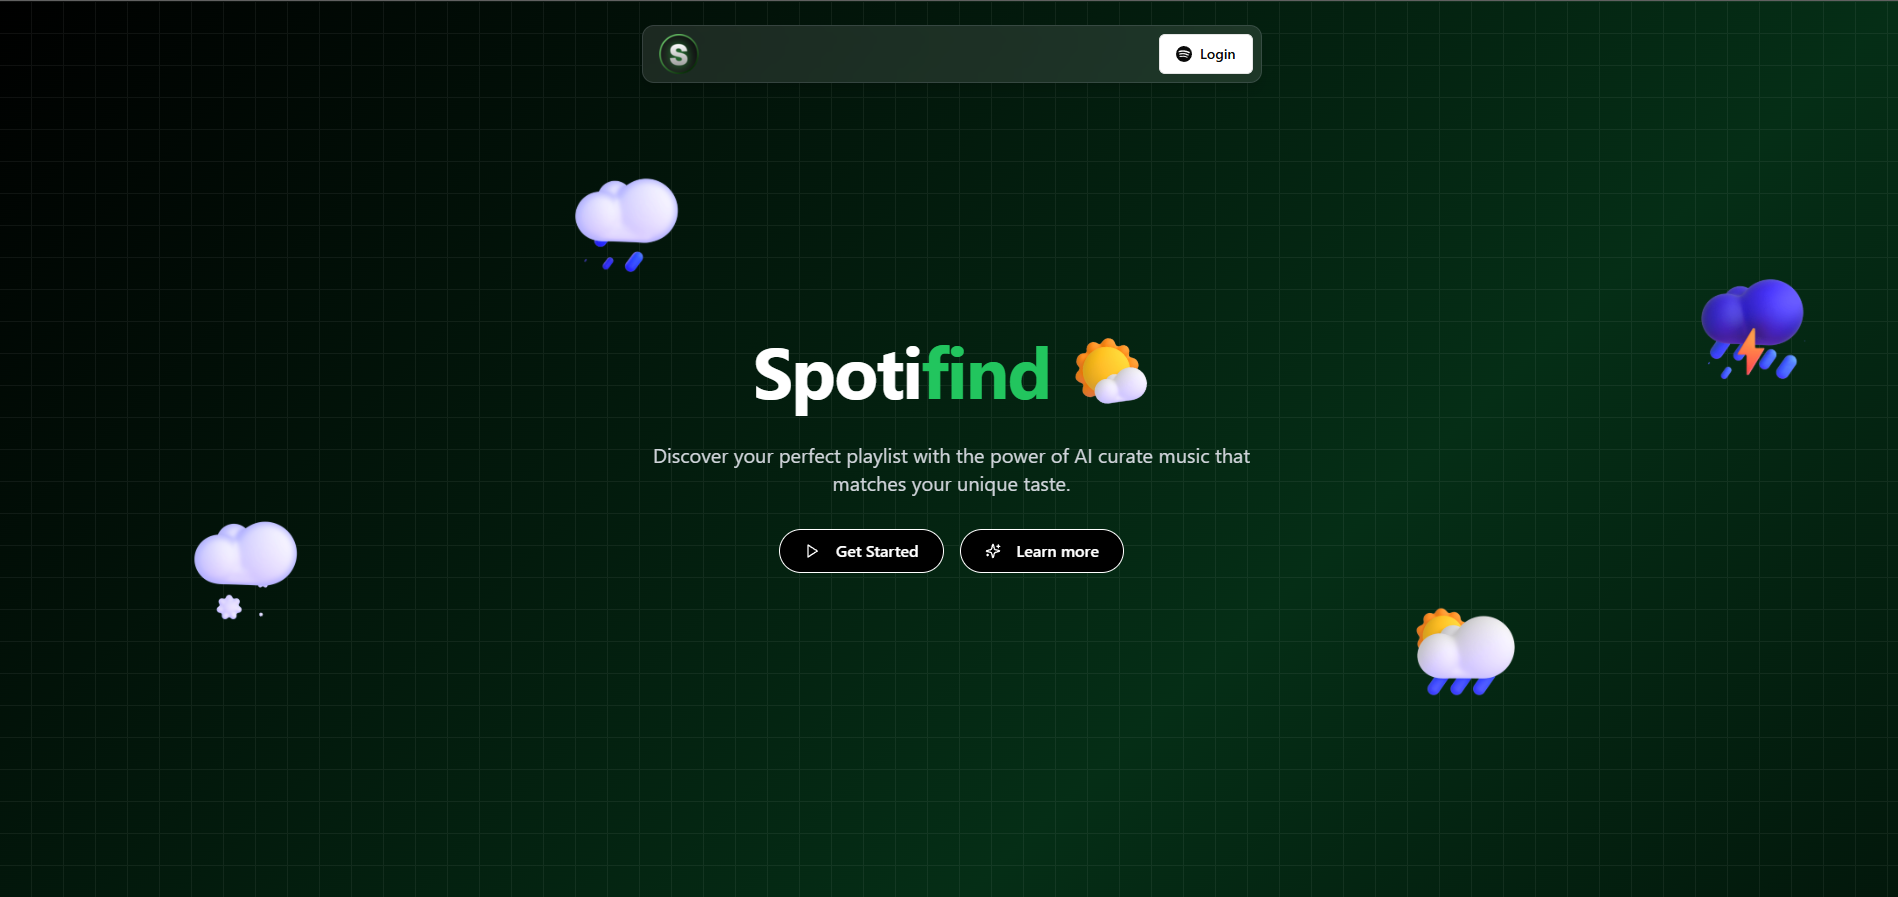 S
Login
Spotifind
Discover your perfect playlist with the power of AI curate music that
matches your unique taste.
Get Started
Learn more